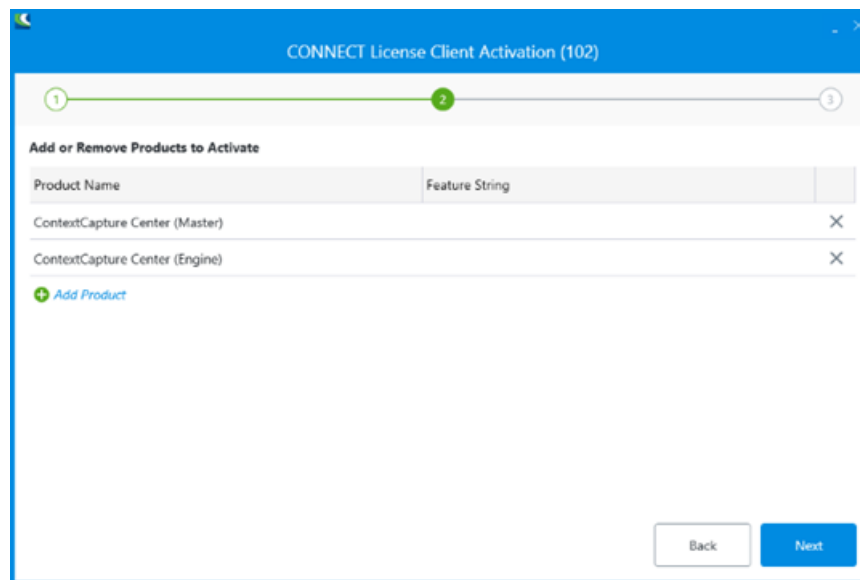 CONNECT License Client Activation (102)
1
2
3
Add or Remove Products to Activate
Product Name
Feature String
ContextCapture Center (Master)
ContextCapture Center (Engine)
Add Product
Back
Next